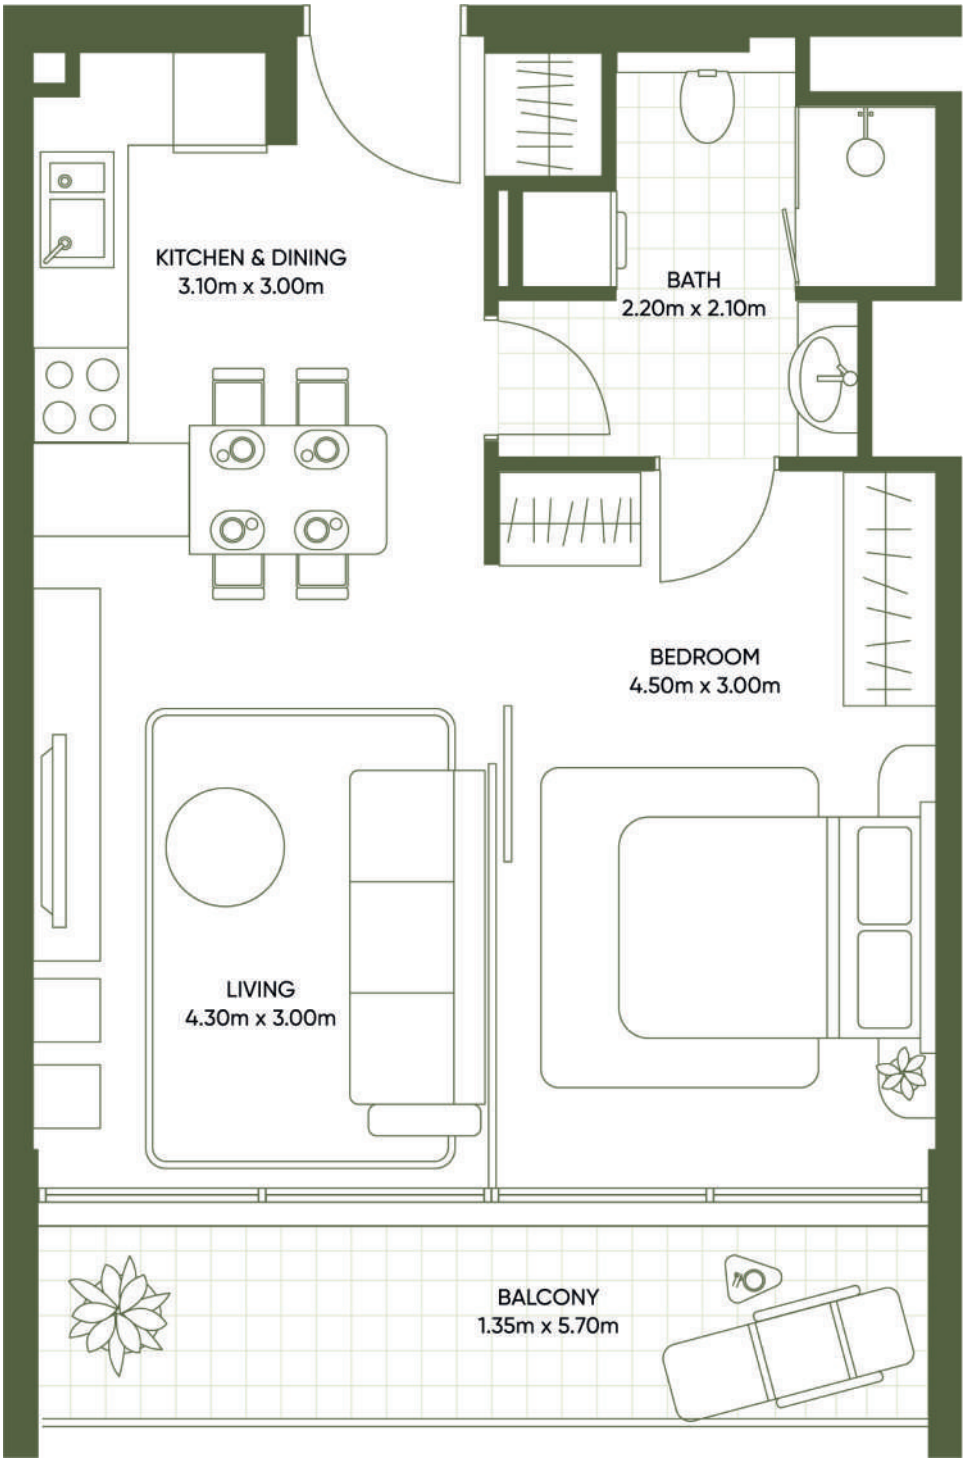 KITCHEN & DINING
3.10m x 3.00m
BATH
2.20m x 2.10m
BEDROOM
4.50m x 3.00m
LIVING
4.30m x 3.00m
BALCONY
1.35m x 5.70m